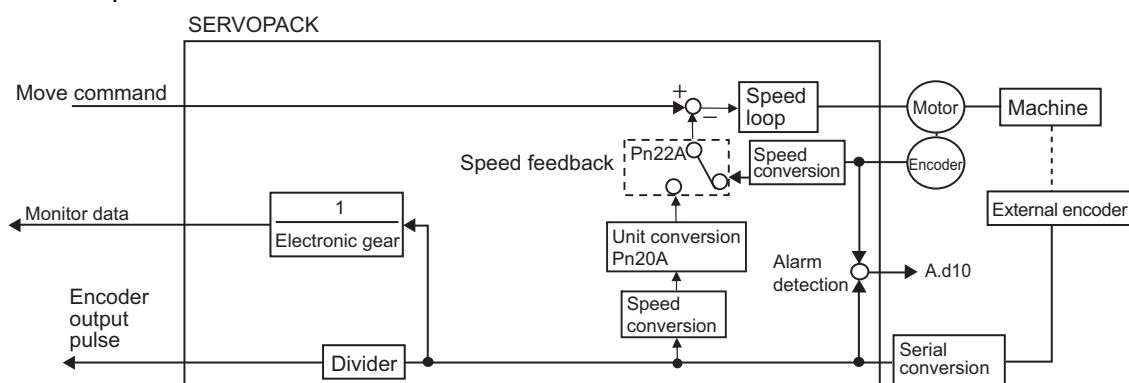 SERVOPACK
Move command
+
−
Speed
loop
Motor
Machine
Speed feedback
Pn22A
Speed
conversion
Encoder
Monitor data
1
Electronic gear
Unit conversion
Pn20A
External encoder
Alarm
detection
A.d10
Encoder
output
pulse
Speed
conversion
Divider
Serial
conversion